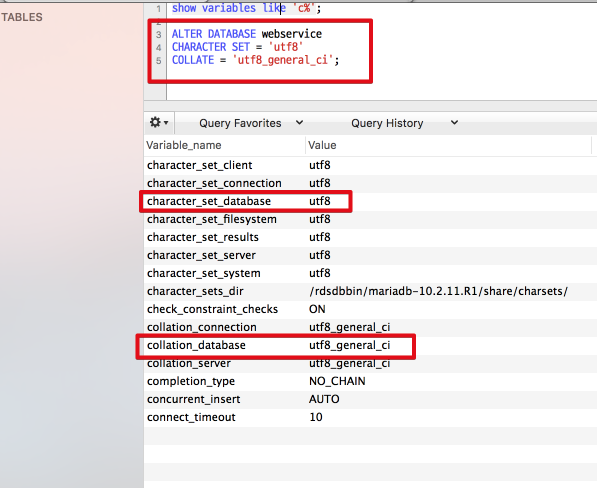 TABLES
1 show variables like 'c%';
2
3 ALTER DATABASE webservice
4 CHARACTER SET = 'utf8'
5 COLLATE = 'utf8_general_ci';
Query Favorites Query History
Variable_name Value
character_set_client utf8
character_set_connection utf8
character_set_database utf8
character_set_filesystem utf8
character_set_results utf8
character_set_server utf8
character_set_system utf8
character_sets_dir /rdsdbbin/mariadb-10.2.11.R1/share/charsets/
check_constraint_checks ON
collation_connection utf8_general_ci
collation_database utf8_general_ci
collation_server utf8_general_ci
completion_type NO_CHAIN
concurrent_insert AUTO
connect_timeout 10